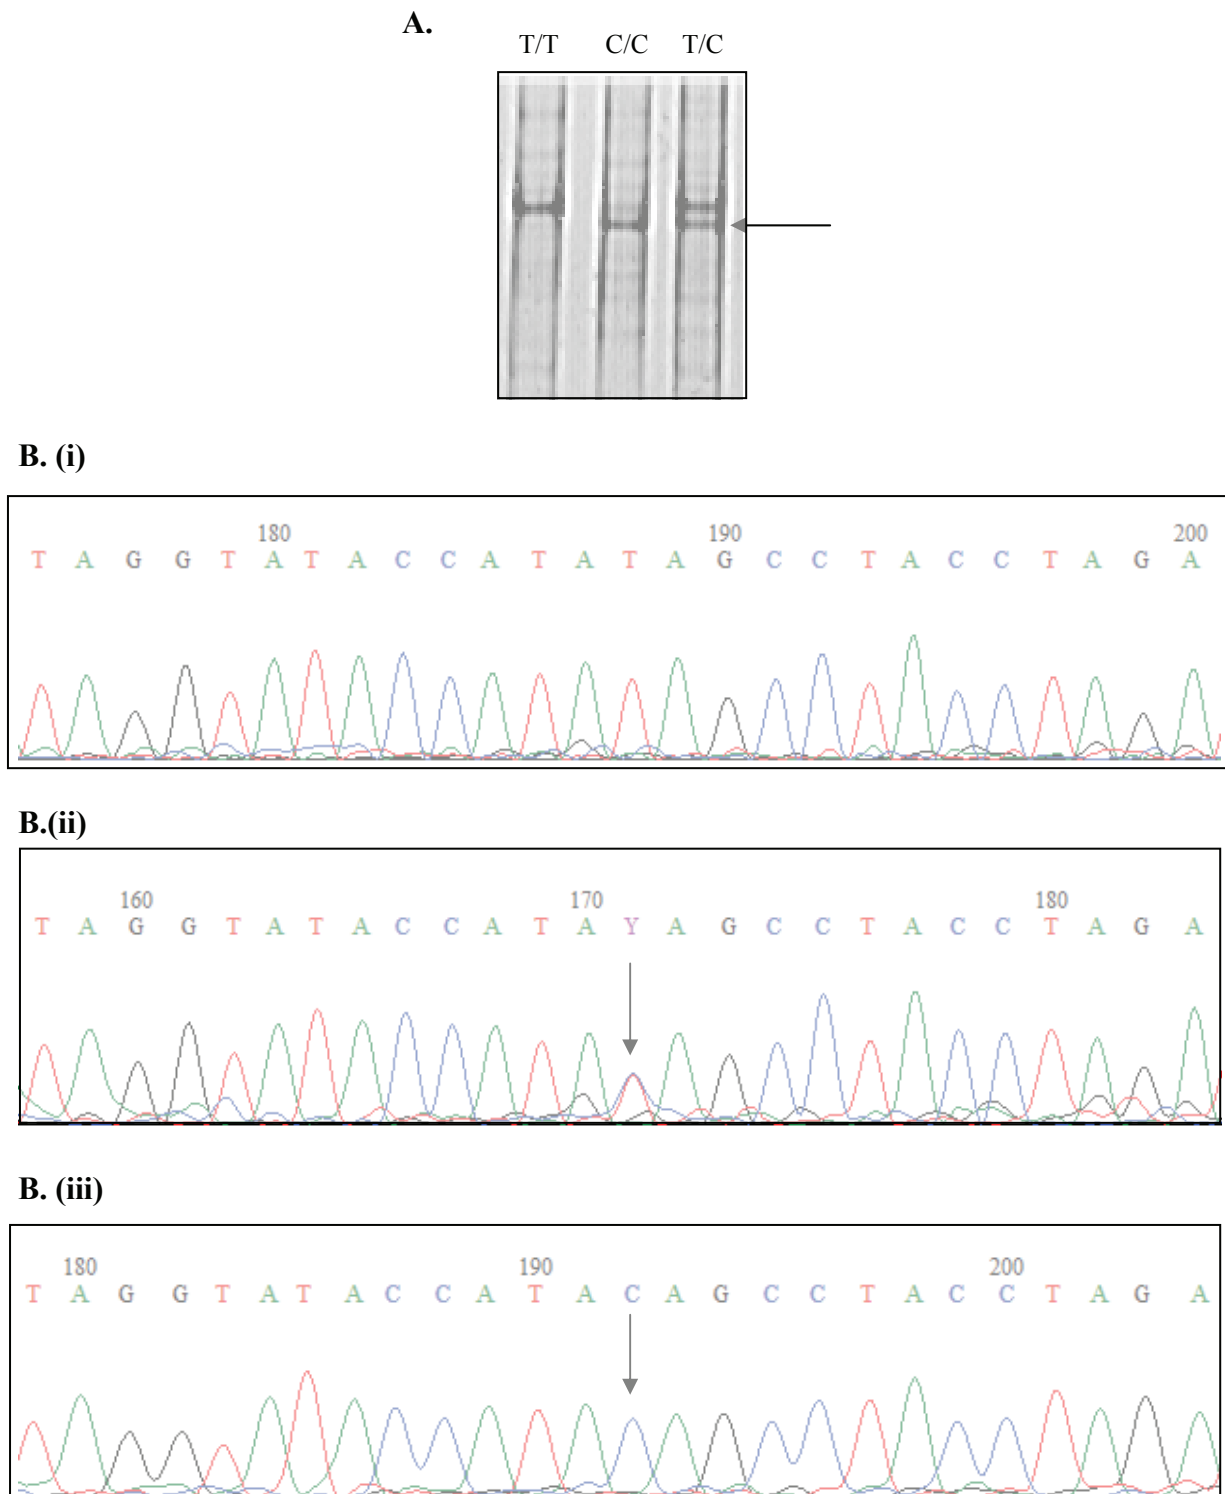 A.
T/T C/C T/C
B. (i)
180 190 200
T A G G T A T A C C A T A T A G C C T A C C T A G A
B.(ii)
160 170 180
T A G G T A T A C C A T A Y A G C C T A C C T A G A
B. (iii)
180 190 200
T A G G T A T A C C A T A C A G C C T A C C T A G A